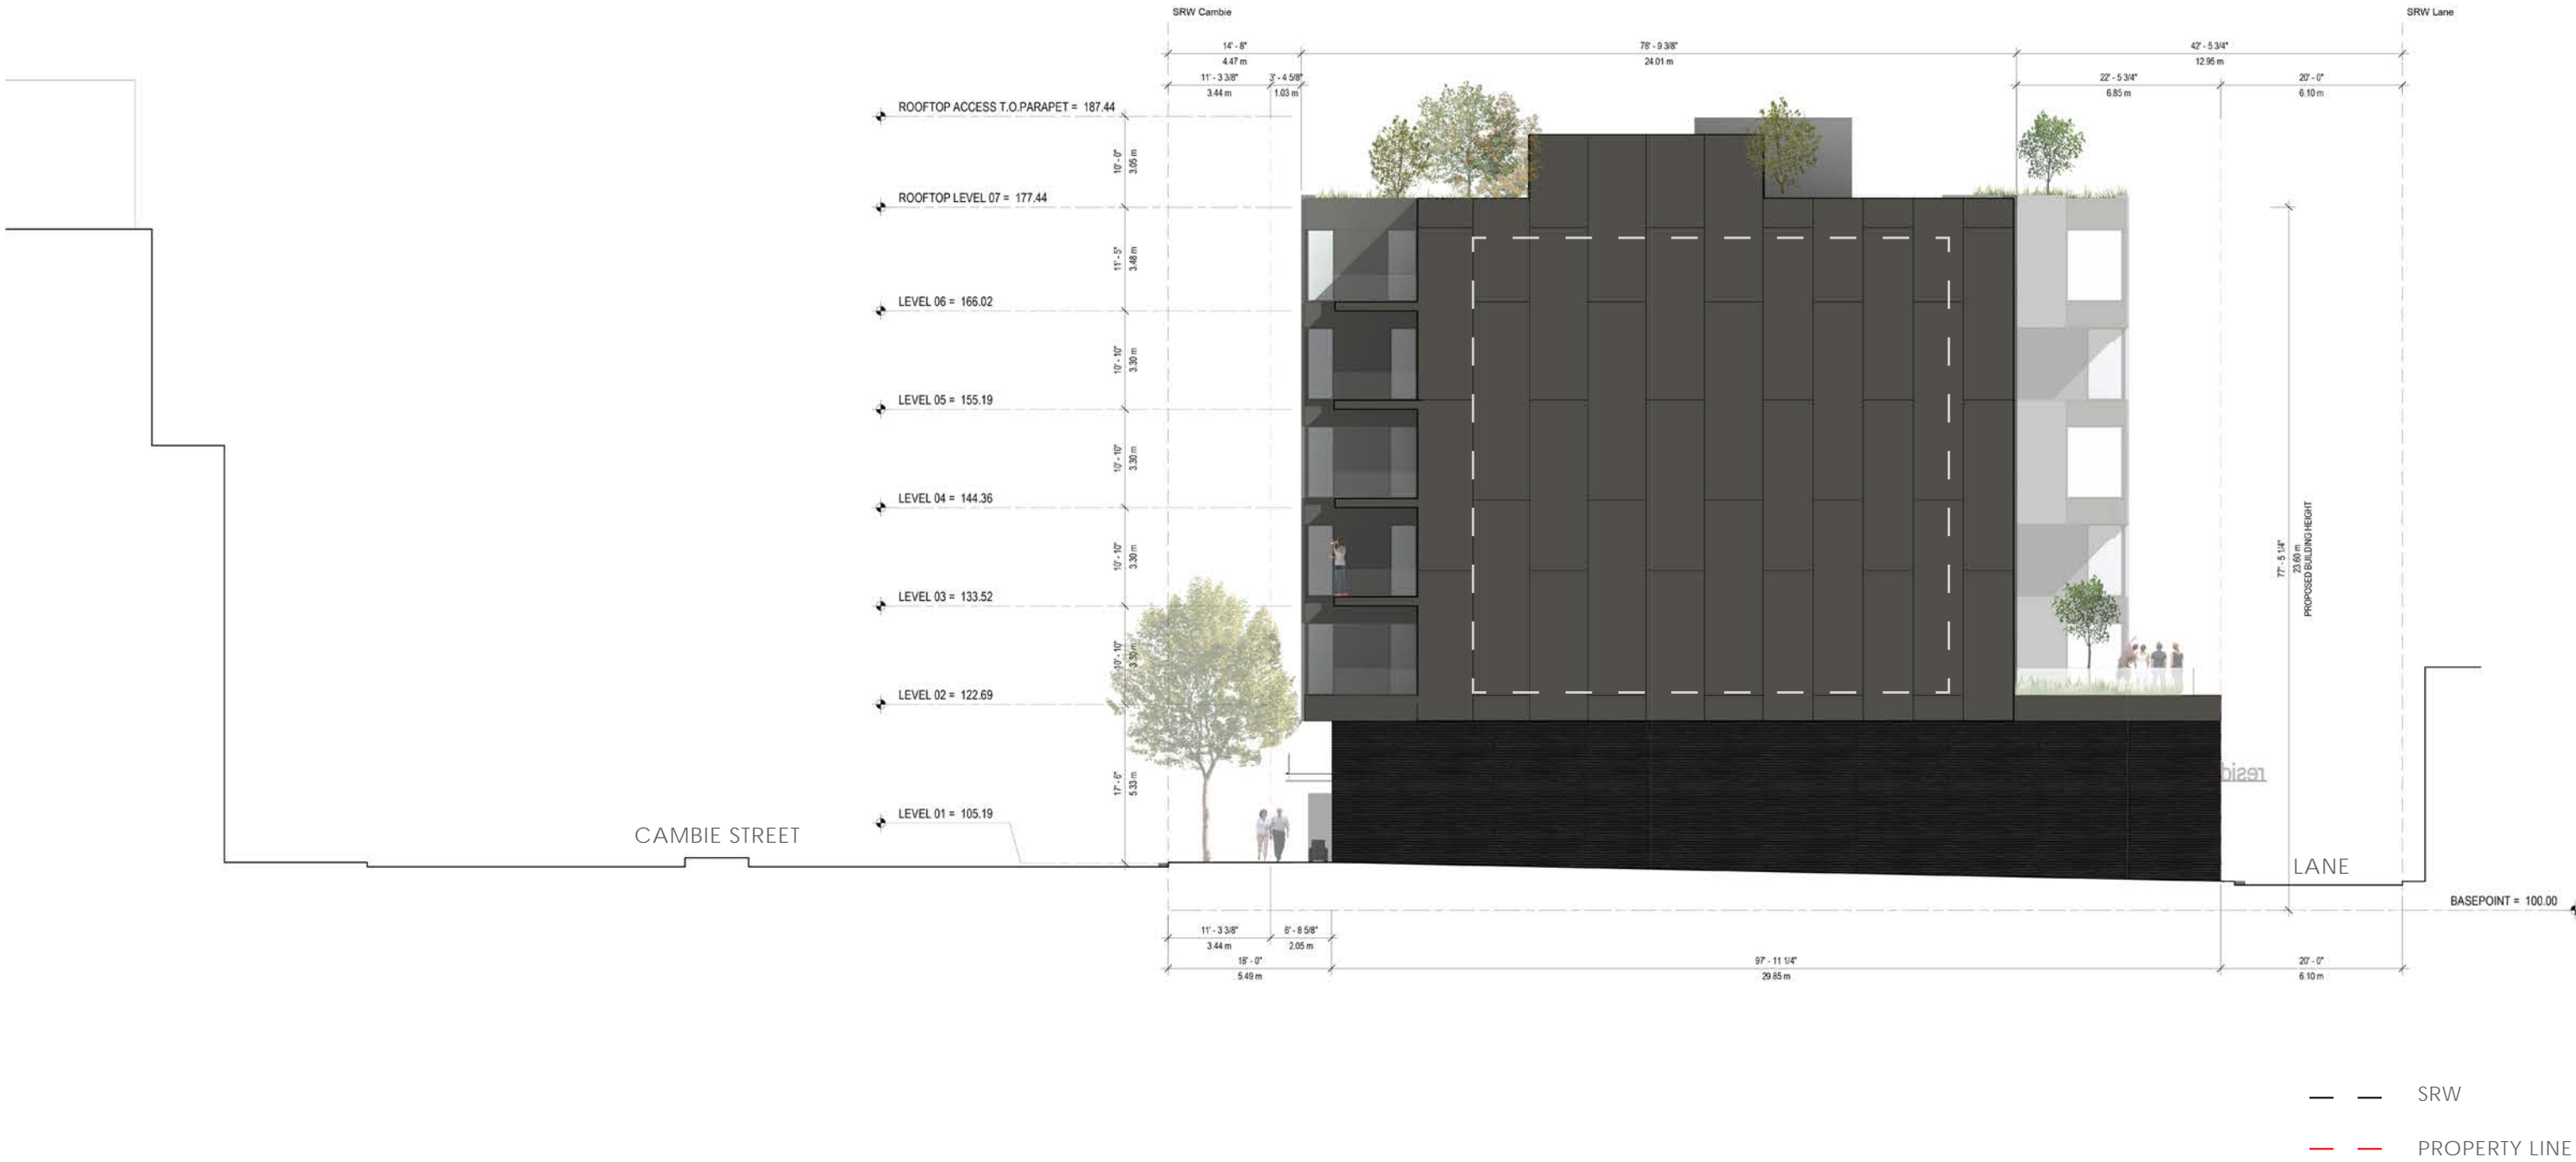 SRW Cambie
SRW Lane
14' - 8"
4.47 m
78' - 9 3/8"
24.01 m
42' - 5 3/4"
12.95 m
11' - 3 3/8"
3.44 m
3' - 4 5/8"
1.03 m
22' - 5 3/4"
6.85 m
20' - 0"
6.10 m
ROOFTOP ACCESS T.O.PARAPET = 187.44
10' - 0"
3.05 m
ROOFTOP LEVEL 07 = 177.44
11' - 5"
3.48 m
LEVEL 06 = 166.02
10' - 10"
3.30 m
LEVEL 05 = 155.19
10' - 10"
3.30 m
LEVEL 04 = 144.36
10' - 10"
3.30 m
LEVEL 03 = 133.52
10' - 10"
3.30 m
LEVEL 02 = 122.69
17' - 6"
5.33 m
LEVEL 01 = 105.19
77' - 5 1/4"
23.60 m
PROPOSED BUILDING HEIGHT
resid
CAMBIE STREET
LANE
BASEPOINT = 100.00
11' - 3 3/8"
3.44 m
6' - 8 5/8"
2.05 m
18' - 0"
5.49 m
97' - 11 1/4"
29.85 m
20' - 0"
6.10 m
SRW
PROPERTY LINE